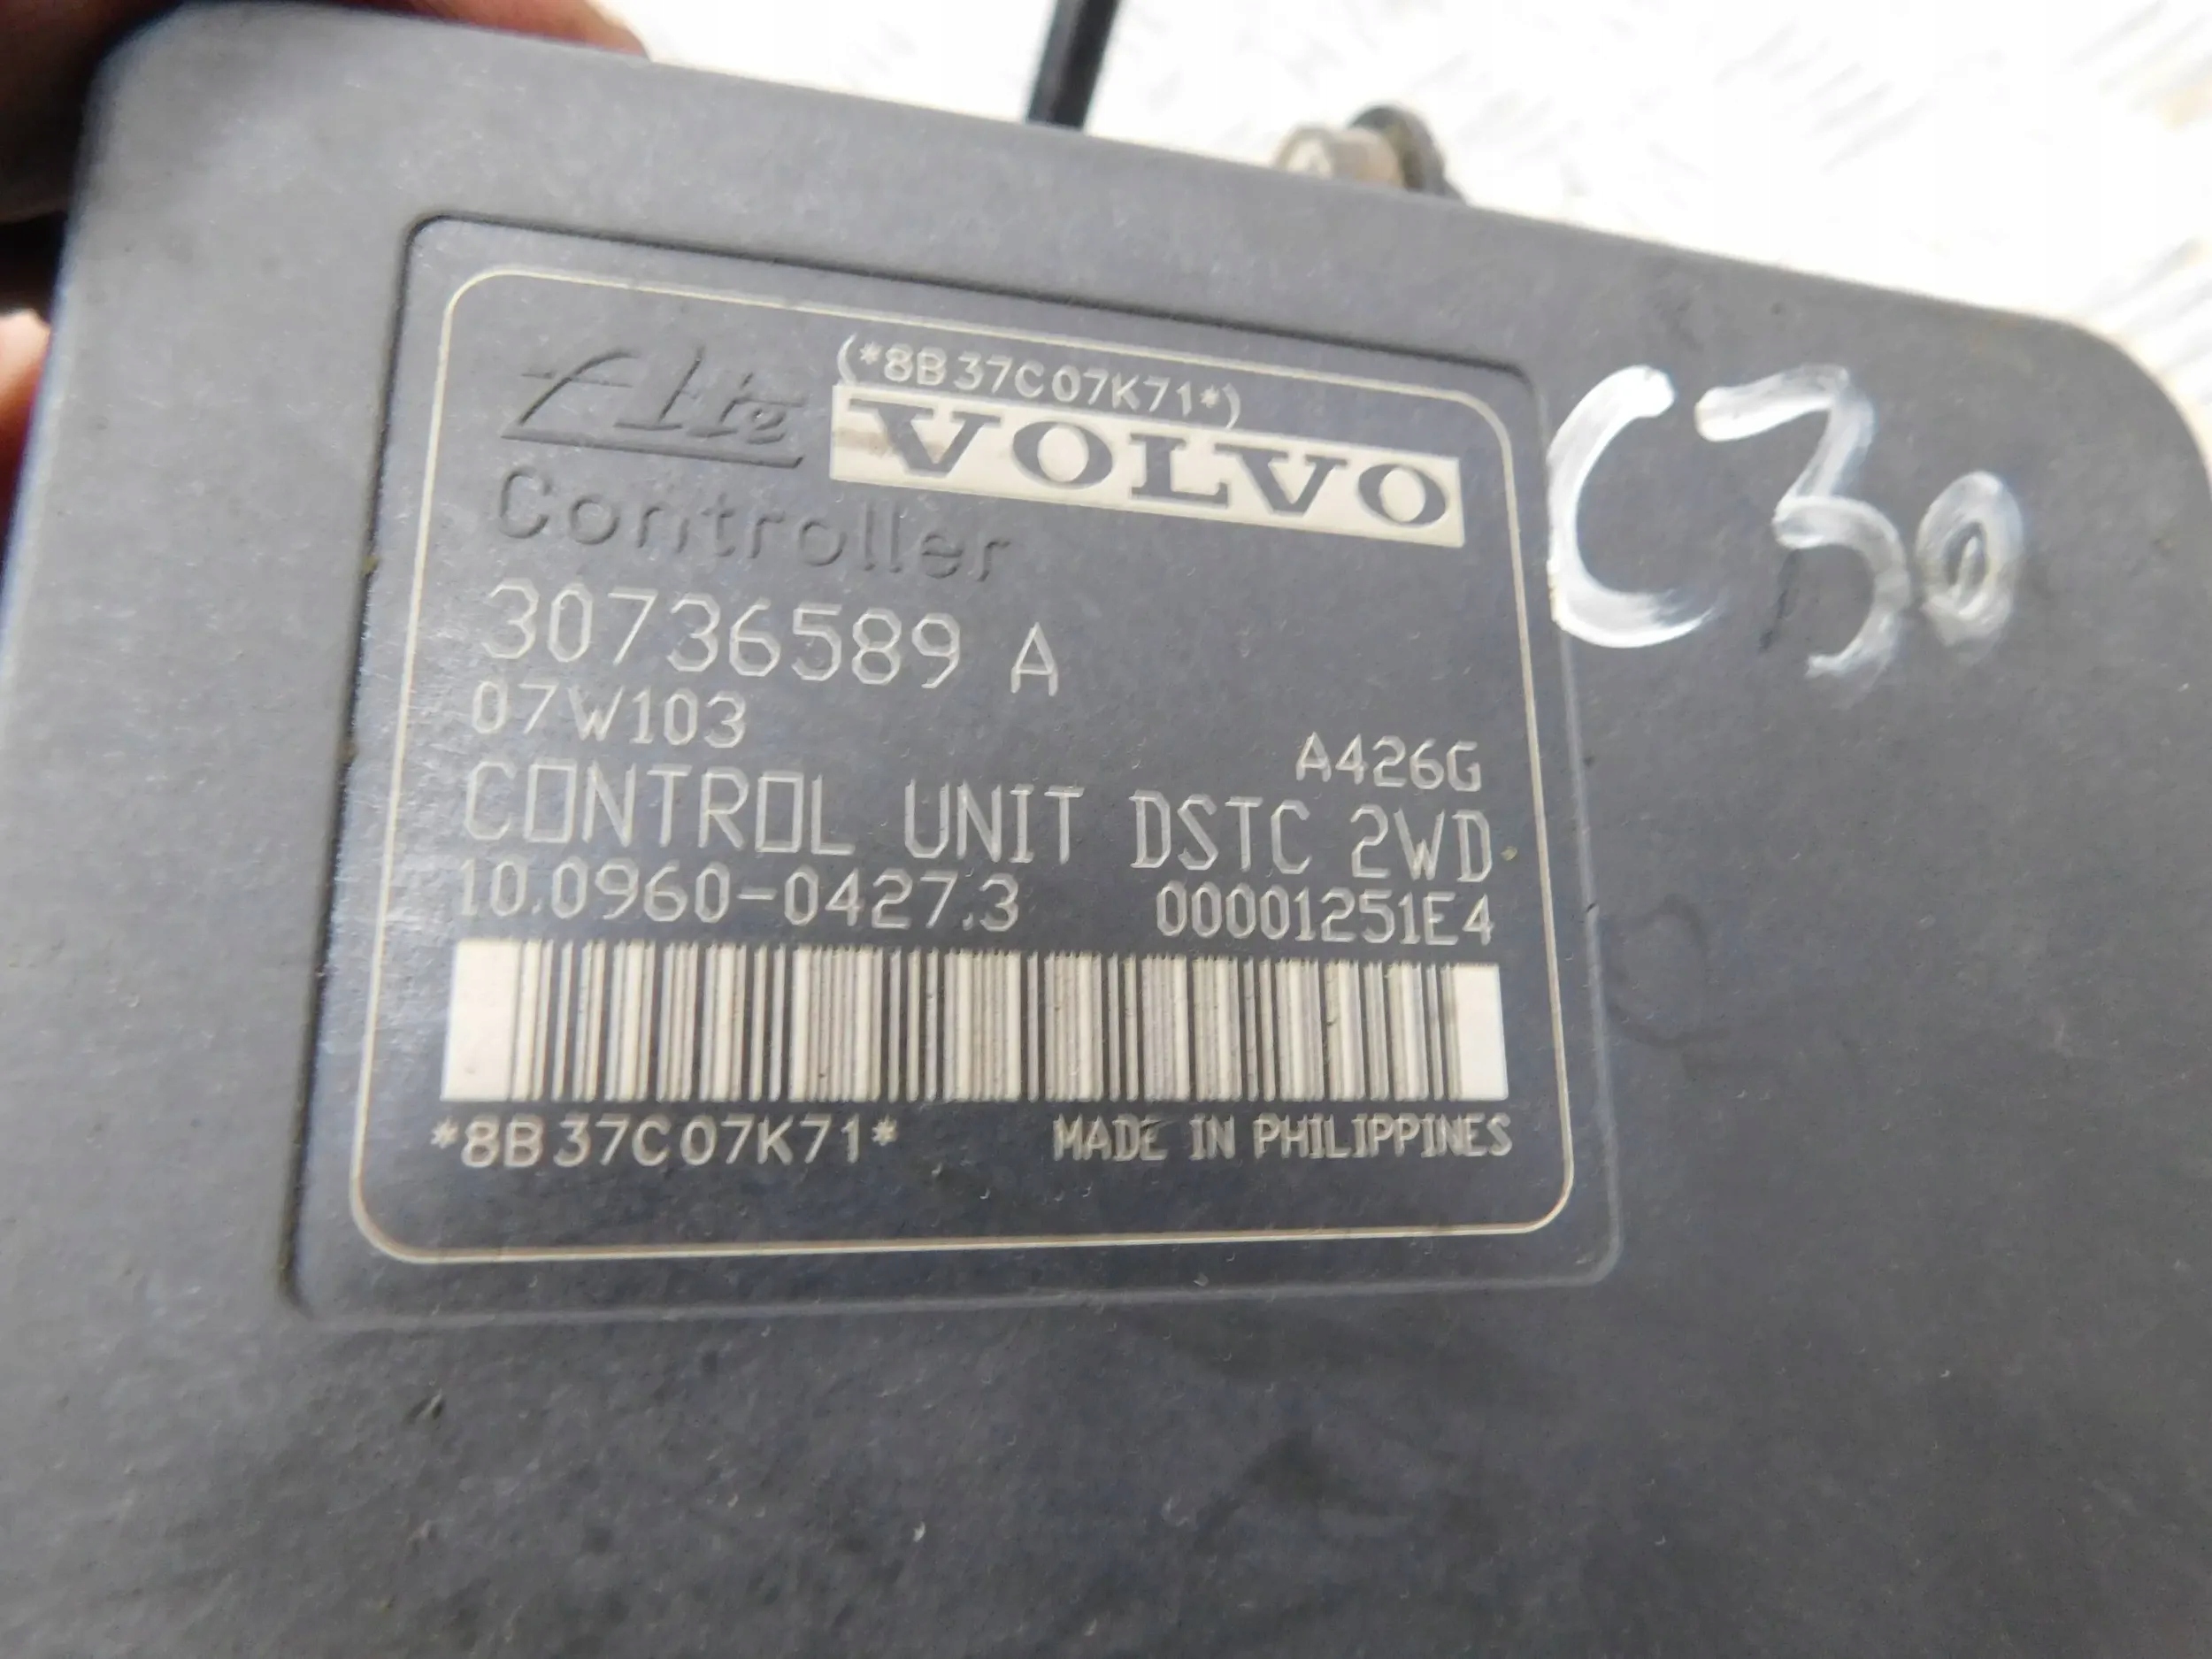 (*8B37C07K71*)
Ate VOLVO
C30
Controller
30736589 A
07W103
A426G
CONTROL UNIT DSTC 2WD
10.0960-0427.3 00001251E4
*8B37C07K71* MADE IN PHILIPPINES